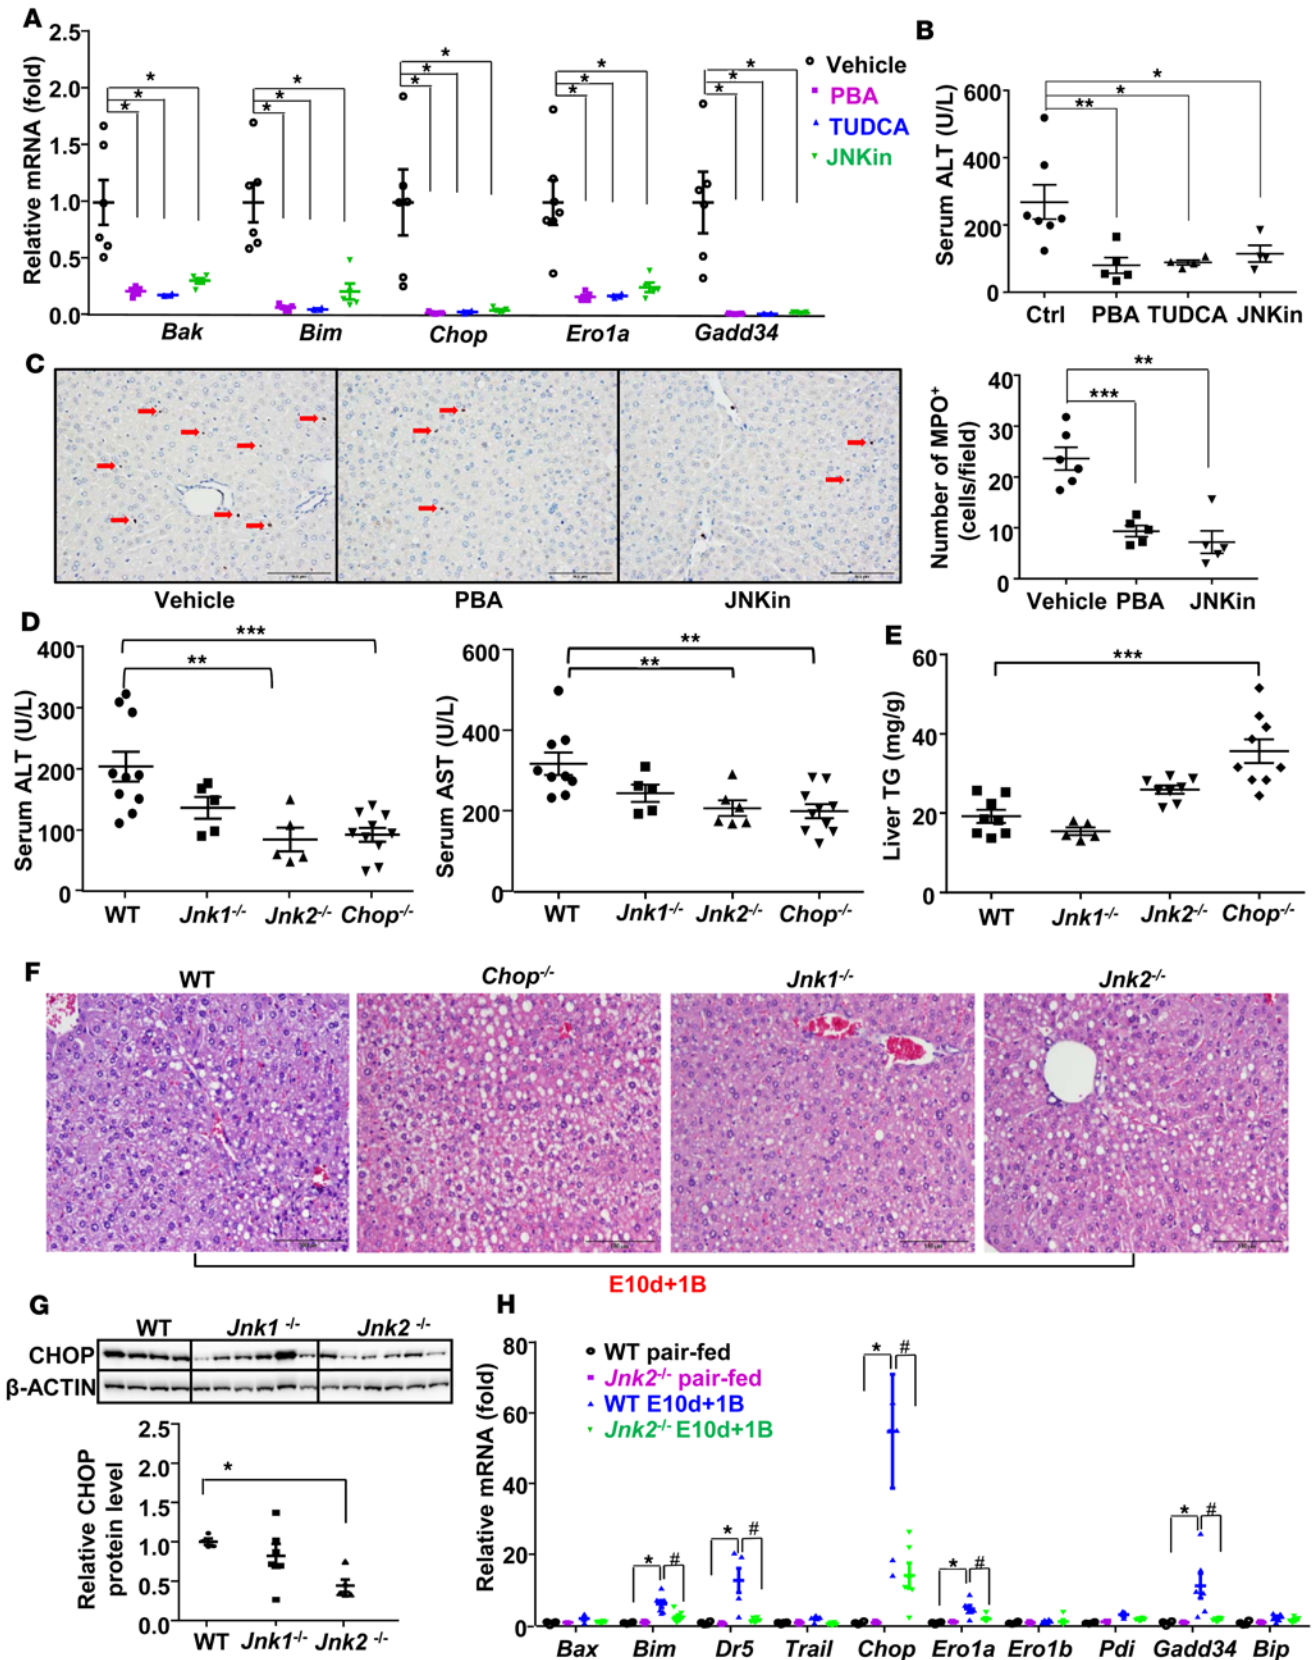 A
2.5
2.0
1.5
1.0
0.5
0.0
Relative mRNA (fold)
* * *
* * *
* * *
* * *
* * *
Vehicle
PBA
TUDCA
JNKin
Bak Bim Chop Ero1a Gadd34
B
Serum ALT (U/L)
600
400
200
0
*
*
**
Ctrl PBA TUDCA JNKin
C
Vehicle PBA JNKin
Number of MPO+
(cells/field)
40
30
20
10
0
**
***
Vehicle PBA JNKin
D
Serum ALT (U/L)
400
300
200
100
0
***
**
WT Jnk1-/- Jnk2-/- Chop-/-
Serum AST (U/L)
600
400
200
0
**
**
WT Jnk1-/- Jnk2-/- Chop-/-
E
Liver TG (mg/g)
60
40
20
0
***
WT Jnk1-/- Jnk2-/- Chop-/-
F
WT Chop-/- Jnk1-/- Jnk2-/-
E10d+1B
G
WT Jnk1 -/- Jnk2 -/-
CHOP
β-ACTIN
Relative CHOP
protein level
2.5
2.0
1.5
1.0
0.5
0.0
*
WT Jnk1-/- Jnk2 -/-
H
Relative mRNA (fold)
80
60
40
20
0
WT pair-fed
Jnk2-/- pair-fed
WT E10d+1B
Jnk2-/- E10d+1B
* #
* #
* #
* #
* #
Bax Bim Dr5 Trail Chop Ero1a Ero1b Pdi Gadd34 Bip